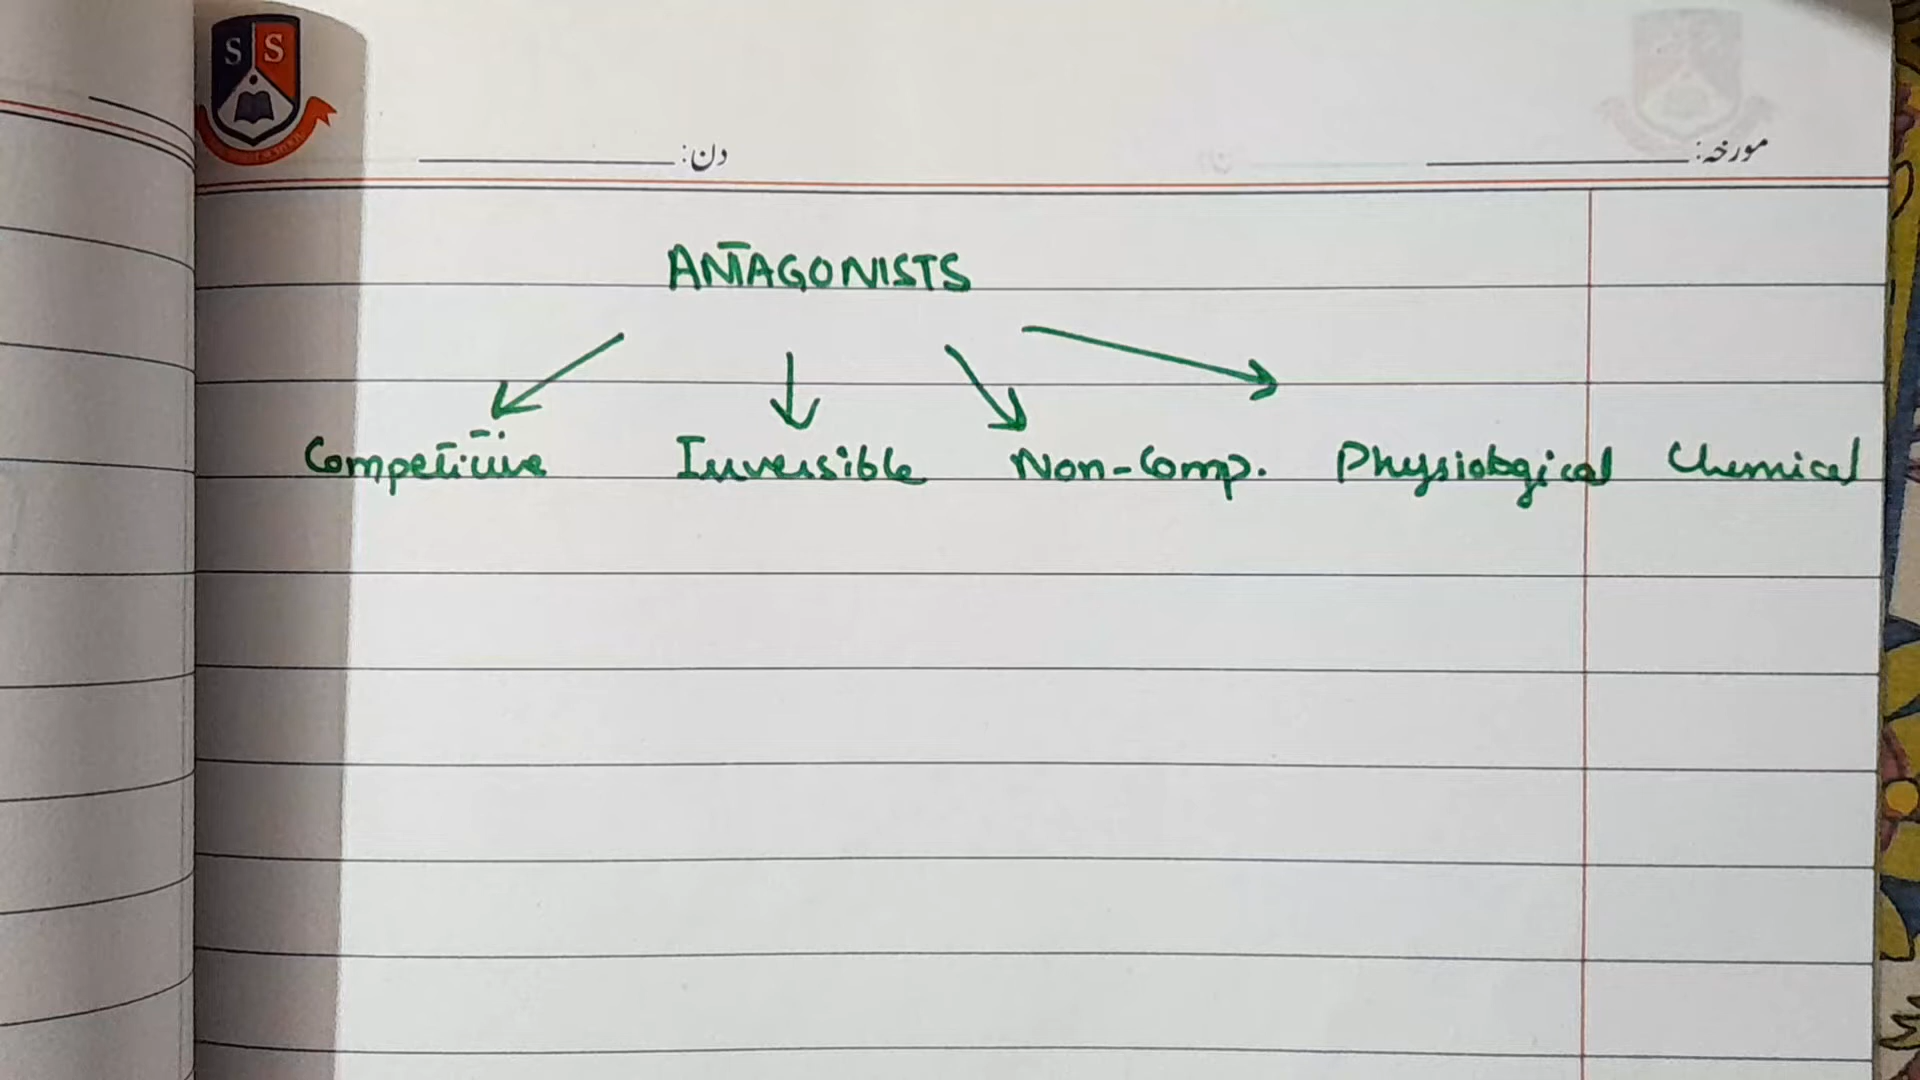 S S
دن: مورخہ:
ANTAGONISTS
Competitive Irreversible Non-Comp. Physiological Chemical